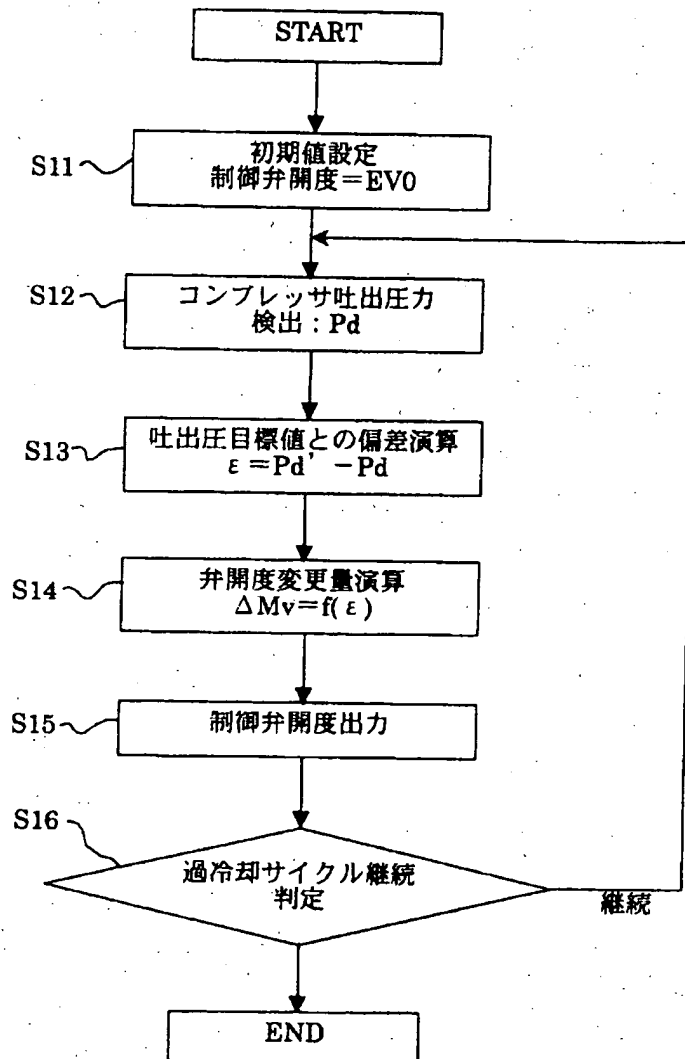 START
S11
初期値設定
制御弁開度=EV0
S12
コンプレッサ吐出圧力
検出:Pd
S13
吐出圧目標値との偏差演算
ε=Pd'-Pd
S14
弁開度変更量演算
ΔMv=f(ε)
S15
制御弁開度出力
S16
過冷却サイクル継続
判定
継続
END